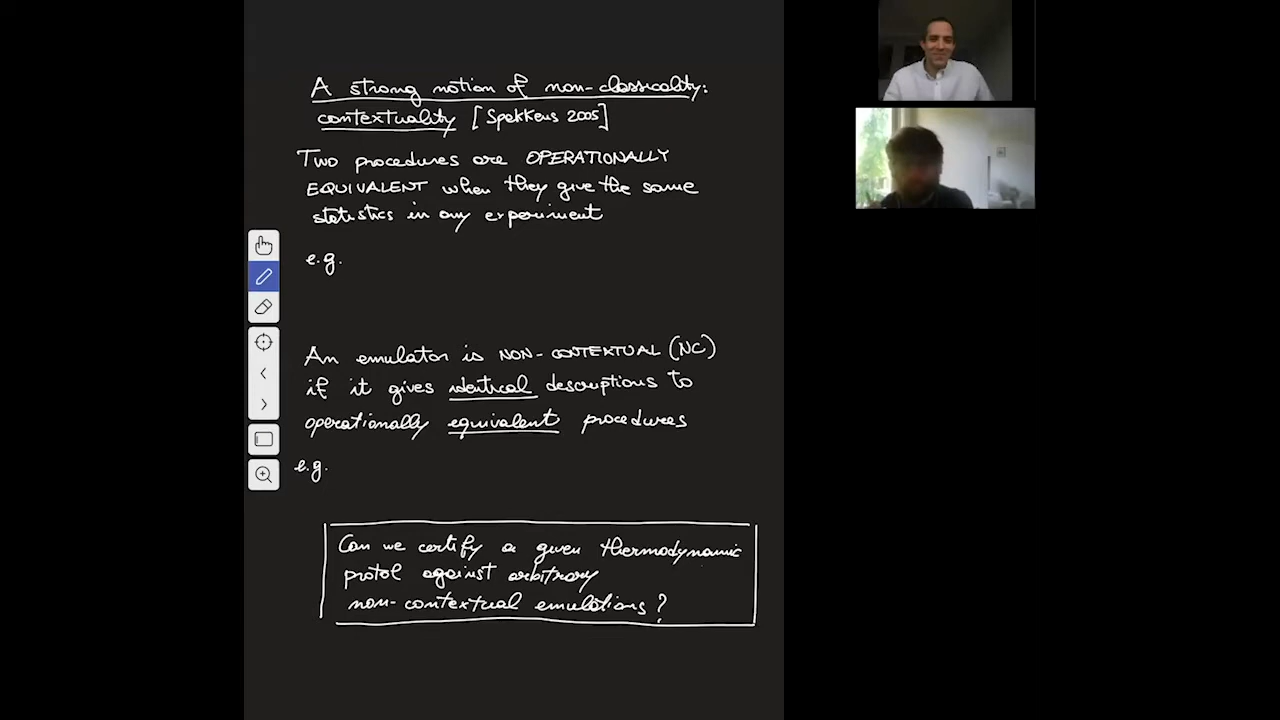 A strong notion of non-classicality:
contextuality [Spekkens 2005]
Two procedures are OPERATIONALLY
EQUIVALENT when they give the same
statistics in any experiment
e.g.
An emulator is NON-CONTEXTUAL (NC)
if it gives identical descriptions to
operationally equivalent procedures
e.g.
Can we certify a given thermodynamic
protol against arbitrary
non-contextual emulations?